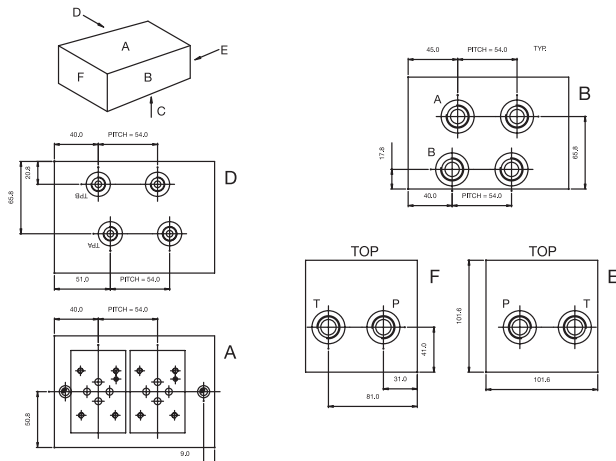 D
A
E
F
B
C
45.0
PITCH = 54.0
TYP.
A
B
B
17.8
65.8
40.0
PITCH = 54.0
40.0
PITCH = 54.0
20.8
65.8
TPB
D
TPA
51.0
PITCH = 54.0
TOP
T
P
F
41.0
31.0
81.0
TOP
P
T
E
101.6
101.6
40.0
PITCH = 54.0
A
50.8
9.0